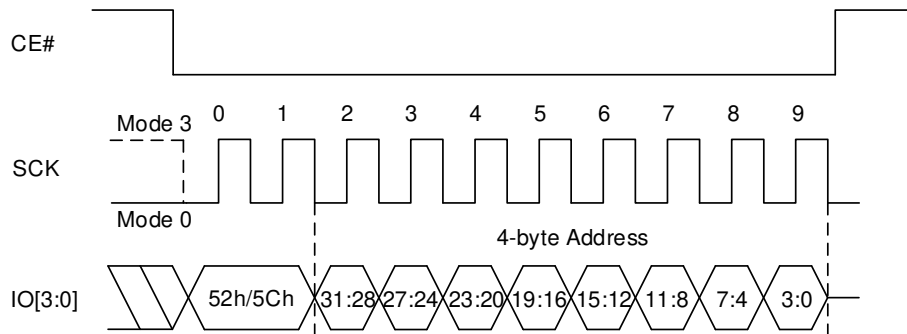 CE#
0 1 2 3 4 5 6 7 8 9
Mode 3
SCK
Mode 0
4-byte Address
IO[3:0]
52h/5Ch 31:28 27:24 23:20 19:16 15:12 11:8 7:4 3:0